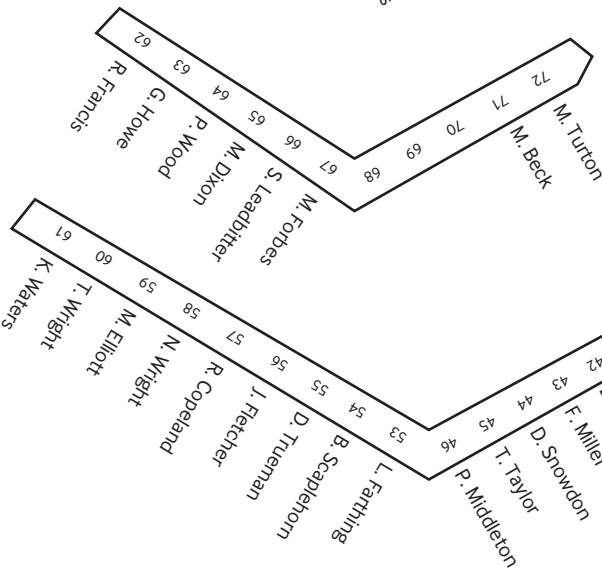 62
63
64
65
66
67
68
69
70
71
72
R. Francis
G. Howe
P. Wood
M. Dixon
S. Leadbitter
M. Forbes
M. Beck
M. Turton
61
60
59
58
57
56
55
54
53
46
45
44
43
42
K. Waters
T. Wright
M. Elliott
N. Wright
R. Copeland
J. Fletcher
D. Trueman
B. Scaplehorn
L. Farthing
P. Middleton
T. Taylor
D. Snowdon
F. Miller